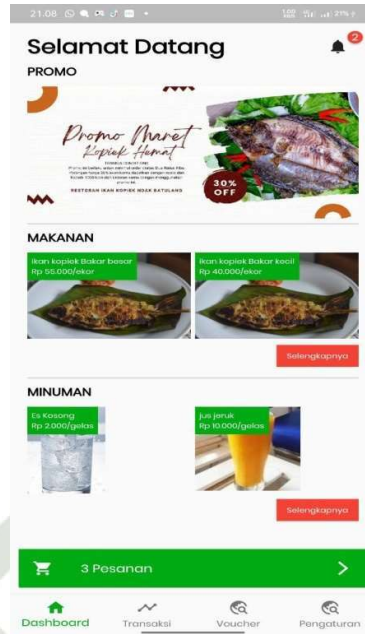 21.08
21%
Selamat Datang
2
PROMO
Promo Maret
Kopiek Hemat
30%
OFF
RESTORAN IKAN KOPIEK MSAK BATULANG
MAKANAN
Ikan kopiek Bakar besar
Rp 55.000/ekor
ikan kopiek Bakar kecil
Rp 40.000/ekor
Selengkapnya
MINUMAN
Es Kosong
Rp 2.000/gelas
jus jeruk
Rp 10.000/gelas
Selengkapnya
3 Pesanan
Dashboard
Transaksi
Voucher
Pengaturan